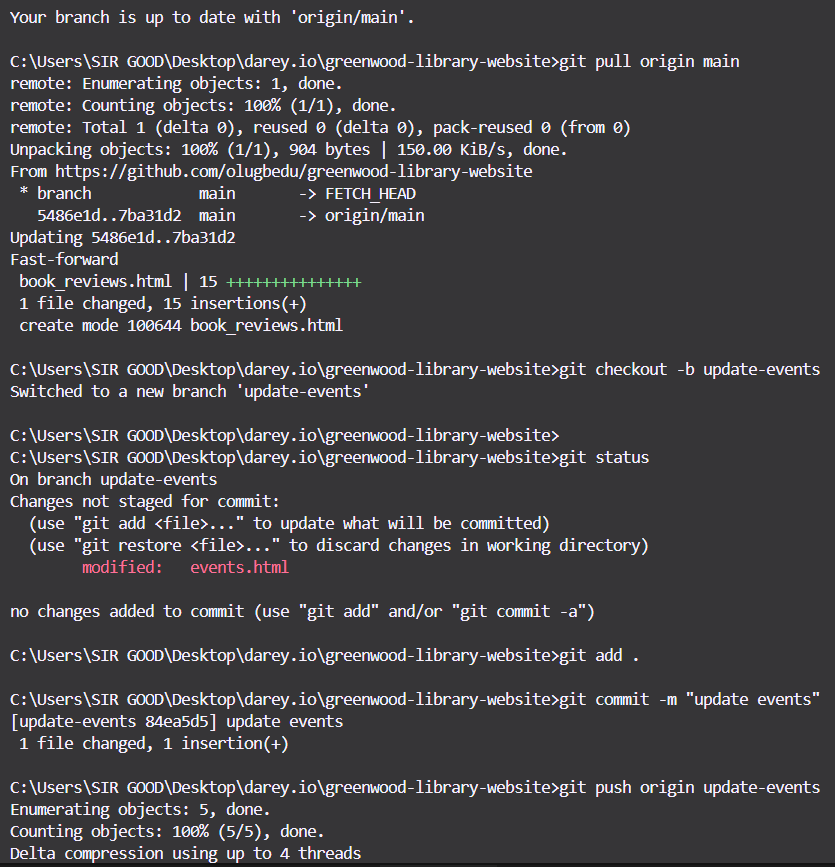 Your branch is up to date with 'origin/main'.
C:\Users\SIR GOOD\Desktop\darey.io\greenwood-library-website>git pull origin main
remote: Enumerating objects: 1, done.
remote: Counting objects: 100% (1/1), done.
remote: Total 1 (delta 0), reused 0 (delta 0), pack-reused 0 (from 0)
Unpacking objects: 100% (1/1), 904 bytes | 150.00 KiB/s, done.
From https://github.com/olugbedu/greenwood-library-website
 * branch            main       -> FETCH_HEAD
   5486e1d..7ba31d2  main       -> origin/main
Updating 5486e1d..7ba31d2
Fast-forward
 book_reviews.html | 15 +++++++++++++++
 1 file changed, 15 insertions(+)
 create mode 100644 book_reviews.html
C:\Users\SIR GOOD\Desktop\darey.io\greenwood-library-website>git checkout -b update-events
Switched to a new branch 'update-events'
C:\Users\SIR GOOD\Desktop\darey.io\greenwood-library-website>
C:\Users\SIR GOOD\Desktop\darey.io\greenwood-library-website>git status
On branch update-events
Changes not staged for commit:
  (use "git add <file>..." to update what will be committed)
  (use "git restore <file>..." to discard changes in working directory)
        modified:   events.html
no changes added to commit (use "git add" and/or "git commit -a")
C:\Users\SIR GOOD\Desktop\darey.io\greenwood-library-website>git add .
C:\Users\SIR GOOD\Desktop\darey.io\greenwood-library-website>git commit -m "update events"
[update-events 84ea5d5] update events
 1 file changed, 1 insertion(+)
C:\Users\SIR GOOD\Desktop\darey.io\greenwood-library-website>git push origin update-events
Enumerating objects: 5, done.
Counting objects: 100% (5/5), done.
Delta compression using up to 4 threads